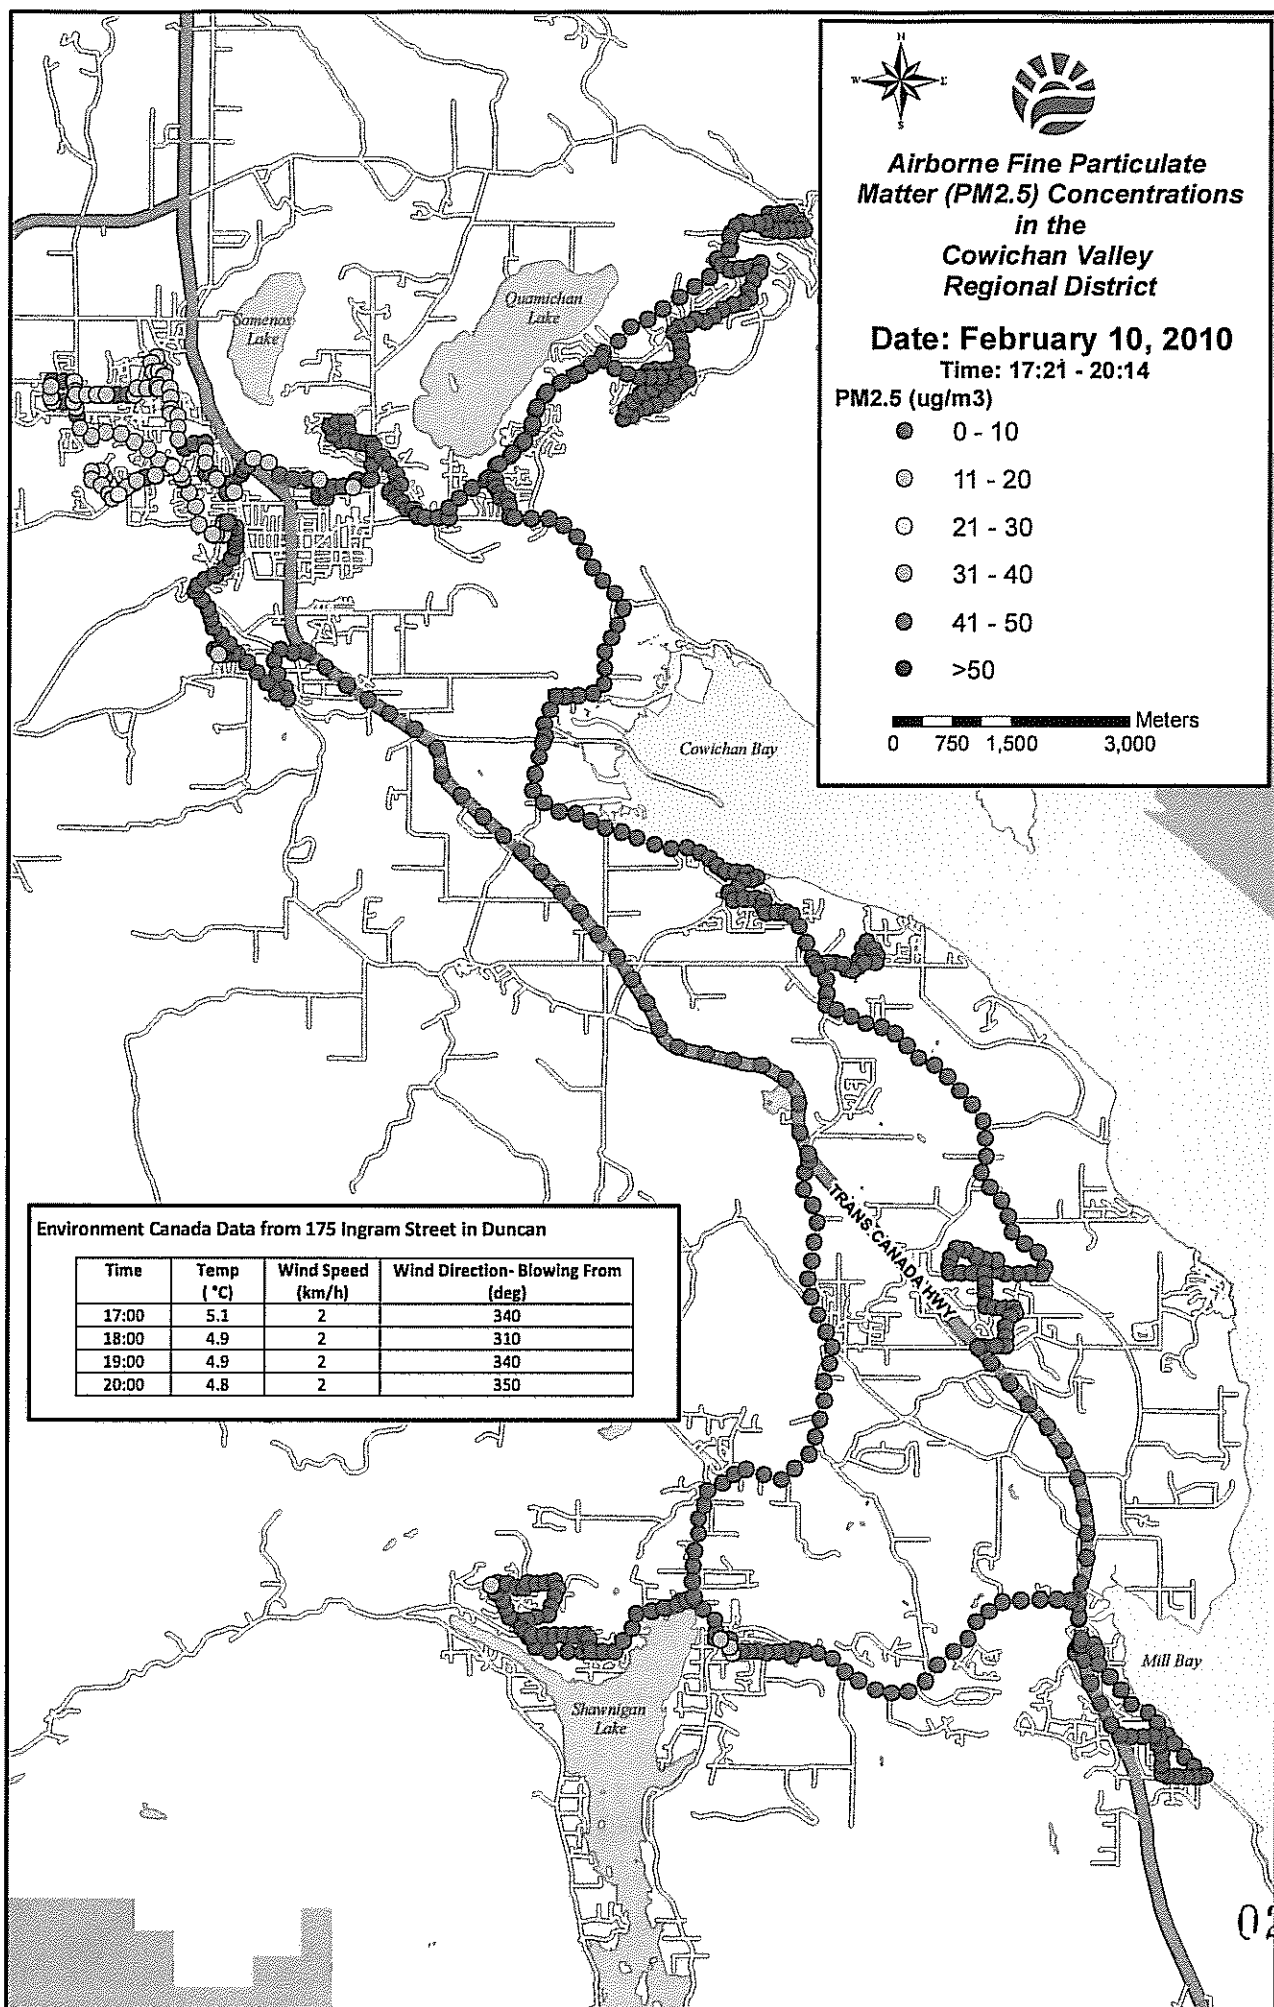 N
W
E
S
Airborne Fine Particulate
Matter (PM2.5) Concentrations
in the
Cowichan Valley
Regional District
Date: February 10, 2010
Time: 17:21 - 20:14
PM2.5 (ug/m3)
0 - 10
11 - 20
21 - 30
31 - 40
41 - 50
>50
Meters
0 750 1,500 3,000
Somenos
Lake
Quamichan
Lake
Cowichan Bay
TRANS CANADA HWY
Environment Canada Data from 175 Ingram Street in Duncan
Time Temp Wind Speed Wind Direction- Blowing From
(°C) (km/h) (deg)
17:00 5.1 2 340
18:00 4.9 2 310
19:00 4.9 2 340
20:00 4.8 2 350
Mill Bay
Shawnigan
Lake